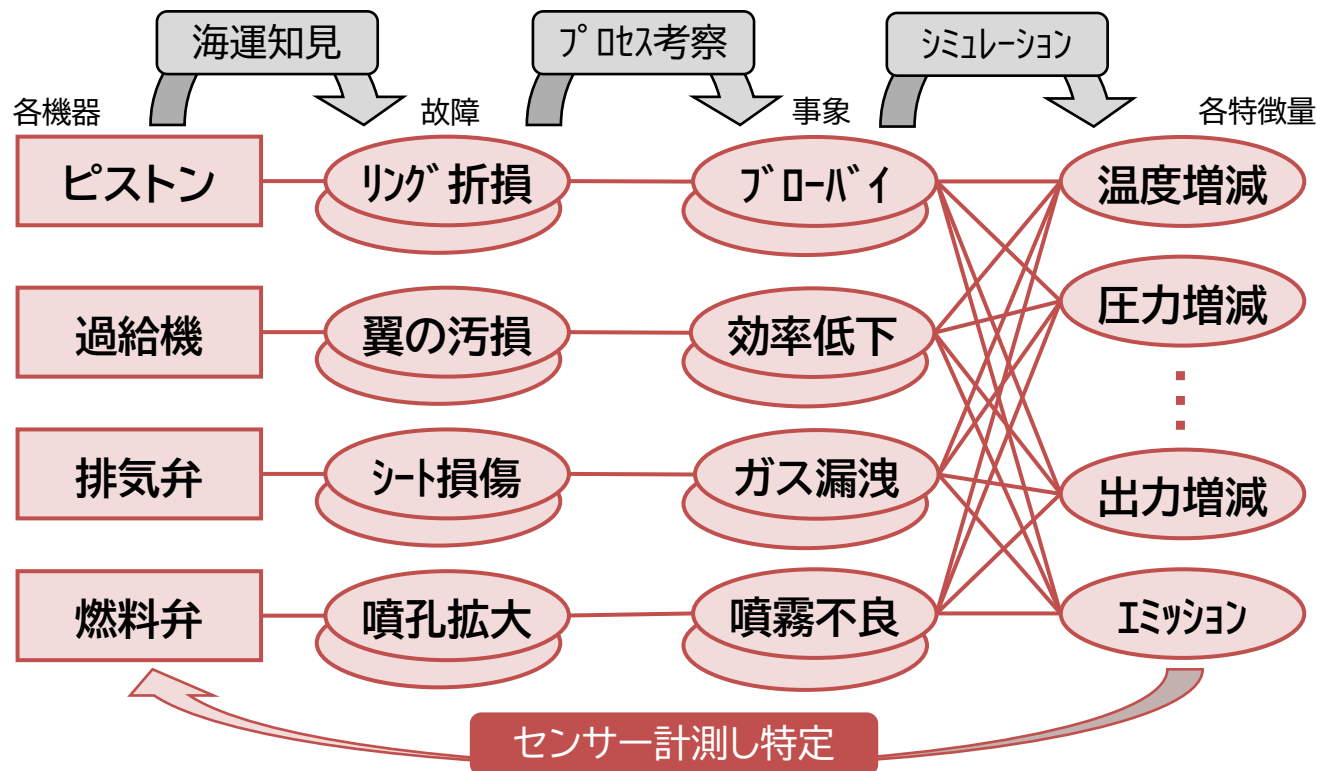 海運知見
ﾌﾟﾛｾｽ考察
ｼﾐｭﾚｰｼｮﾝ
各機器
故障
事象
各特徴量
ピストン
ﾘﾝｸﾞ折損
ﾌﾞﾛｰﾊﾞｲ
温度増減
過給機
翼の汚損
効率低下
圧力増減
排気弁
ｼｰﾄ損傷
ガス漏洩
出力増減
燃料弁
噴孔拡大
噴霧不良
ｴﾐｯｼｮﾝ
センサー計測し特定